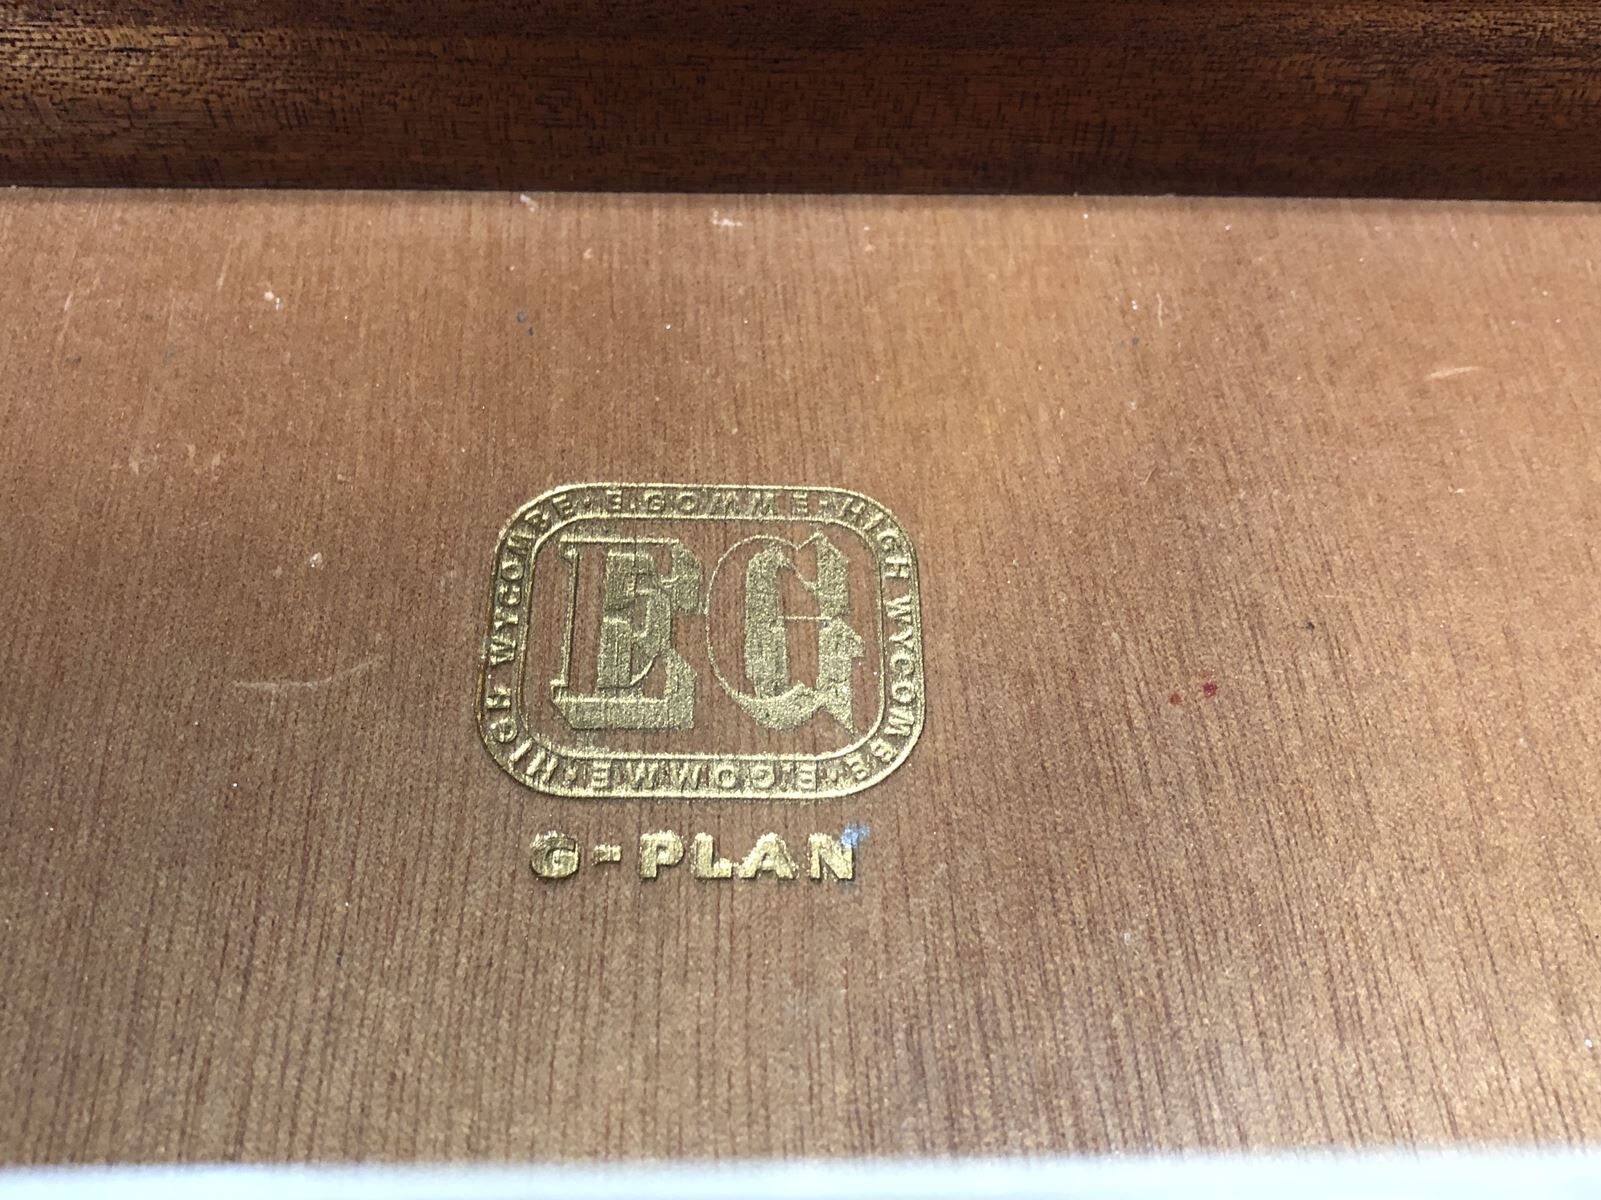 E.GOMME · HIGH WYCOMBE · E.GOMME · HIGH WYCOMBE ·
EG
G-PLAN